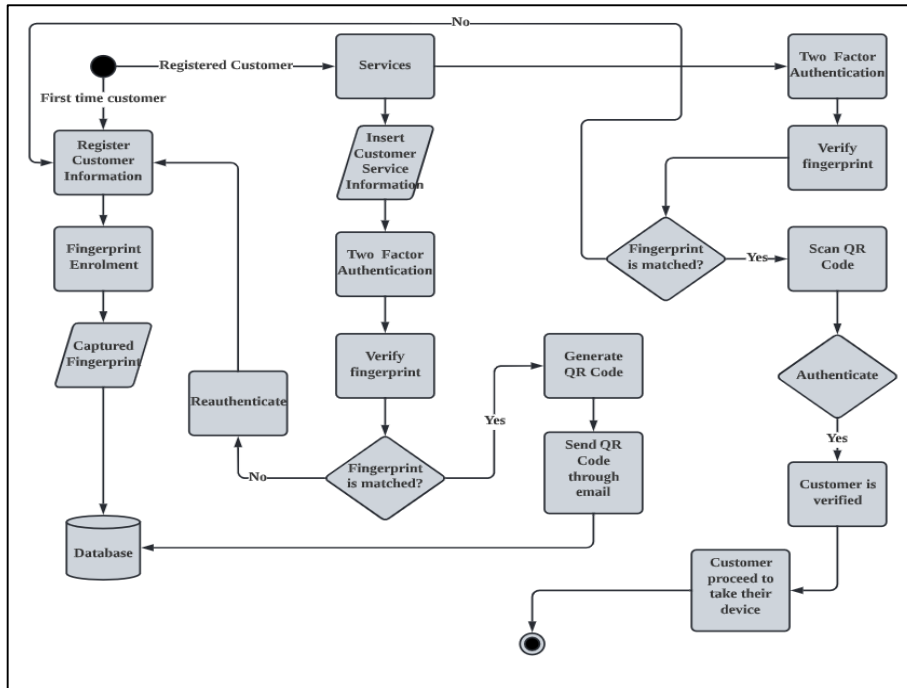 No
Registered Customer
Services
Two Factor
Authentication
First time customer
Register
Customer
Information
Insert
Customer
Service
Information
Verify
fingerprint
Fingerprint
Enrolment
Two Factor
Authentication
Fingerprint
is matched?
Yes
Scan QR
Code
Captured
Fingerprint
Verify
fingerprint
Generate
QR Code
Authenticate
Reauthenticate
Yes
Yes
No
Fingerprint
is matched?
Send QR
Code
through
email
Customer is
verified
Database
Customer
proceed to
take their
device